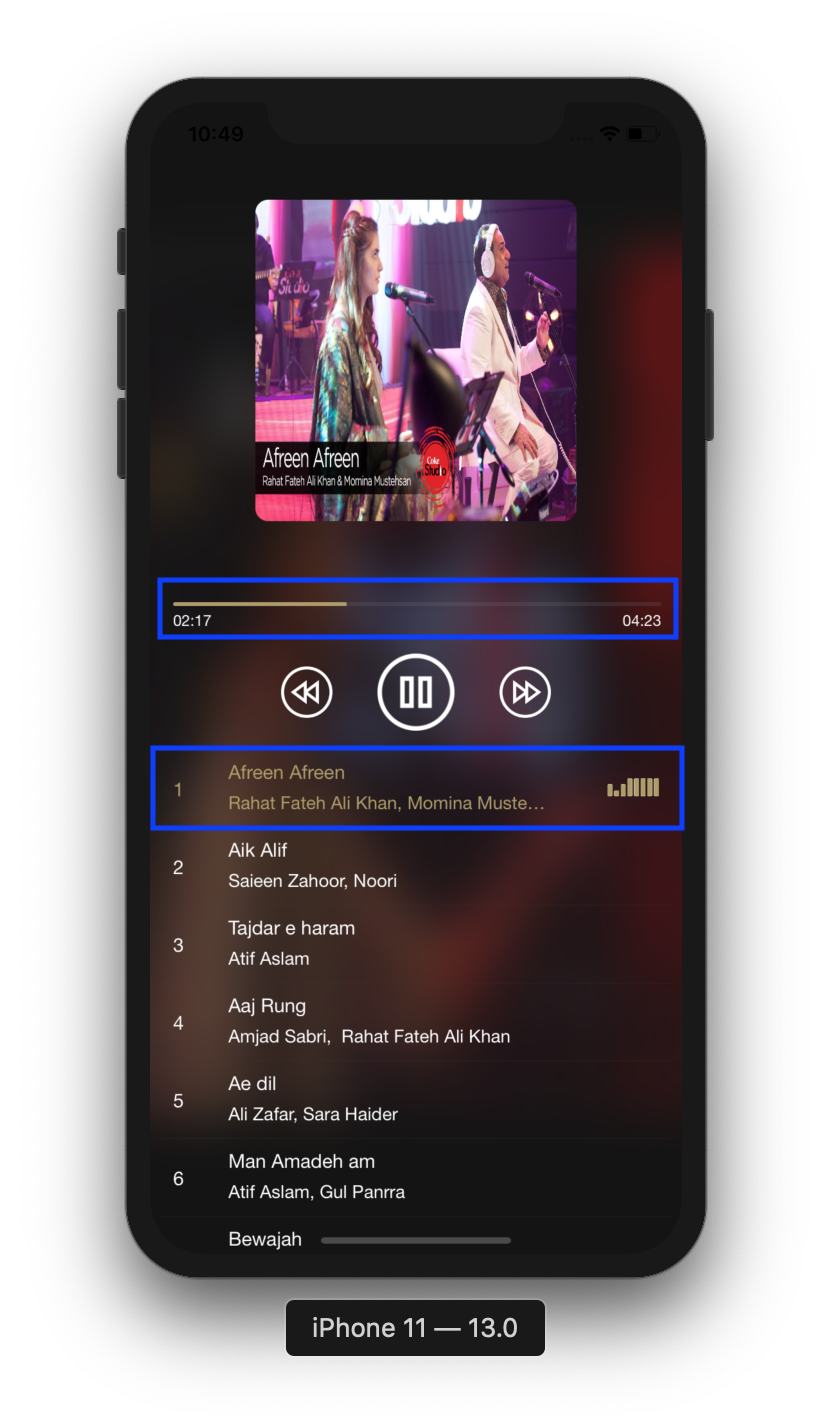 10:49
Studio
Studio
Afreen Afreen
Rahat Fateh Ali Khan & Momina Mustehsan
Coke
Studio
02:17
04:23
1
Afreen Afreen
Rahat Fateh Ali Khan, Momina Muste…
2
Aik Alif
Saieen Zahoor, Noori
3
Tajdar e haram
Atif Aslam
4
Aaj Rung
Amjad Sabri,  Rahat Fateh Ali Khan
5
Ae dil
Ali Zafar, Sara Haider
6
Man Amadeh am
Atif Aslam, Gul Panrra
Bewajah
iPhone 11 — 13.0